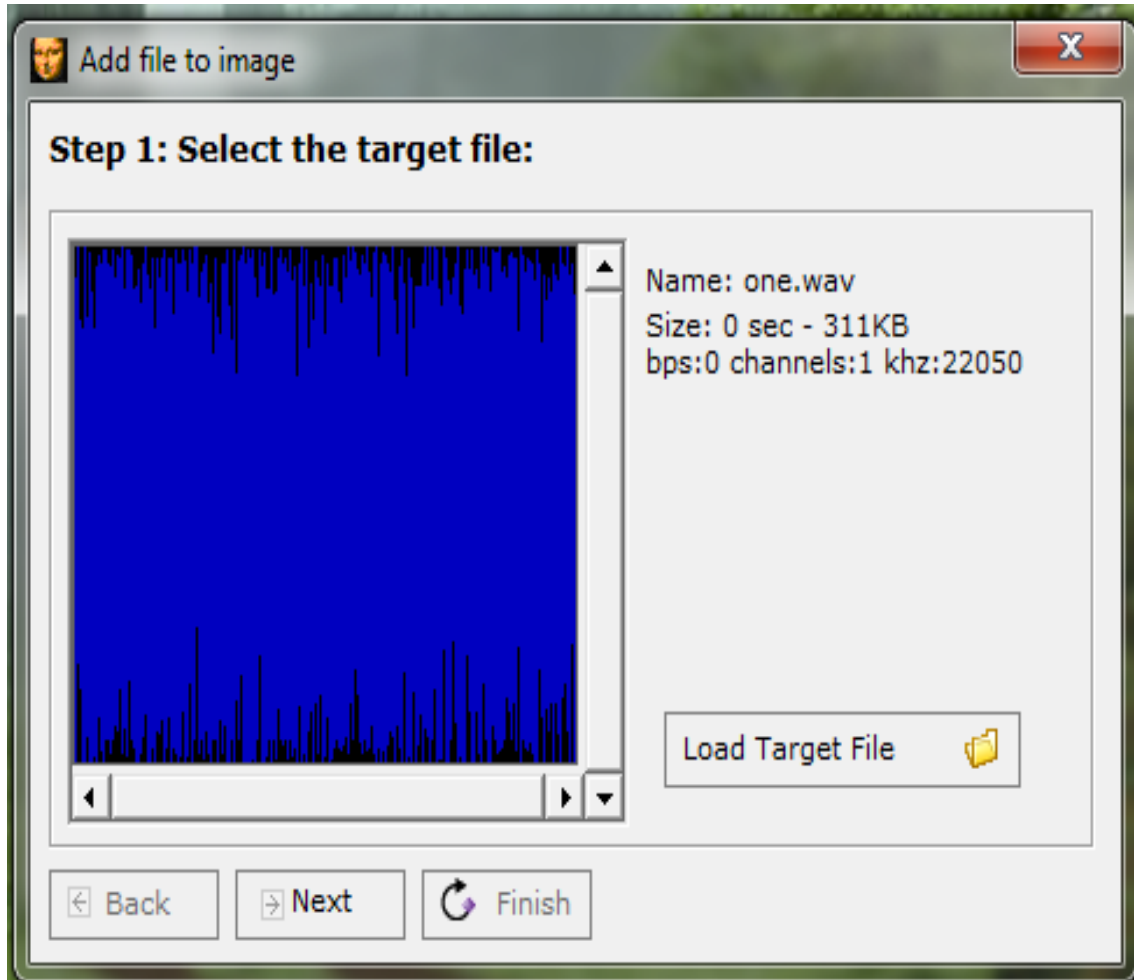 Add file to image
X
Step 1: Select the target file:
Name: one.wav
Size: 0 sec - 311KB
bps:0 channels:1 khz:22050
Load Target File
Back
Next
Finish